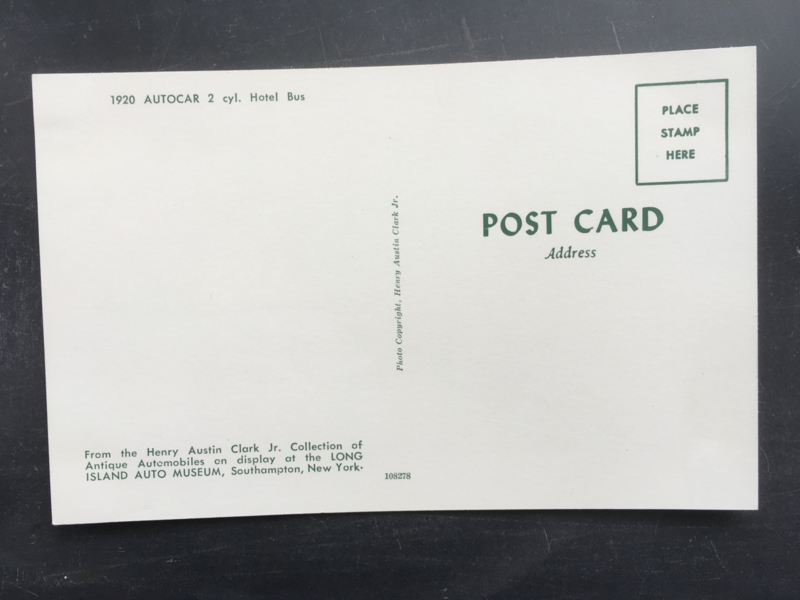 1920 AUTOCAR 2 cyl. Hotel Bus
From the Henry Austin Clark Jr. Collection of
Antique Automobiles on display at the LONG
ISLAND AUTO MUSEUM, Southampton, New York.
Photo Copyright, Henry Austin Clark Jr.
108278
PLACE
STAMP
HERE
POST CARD
Address